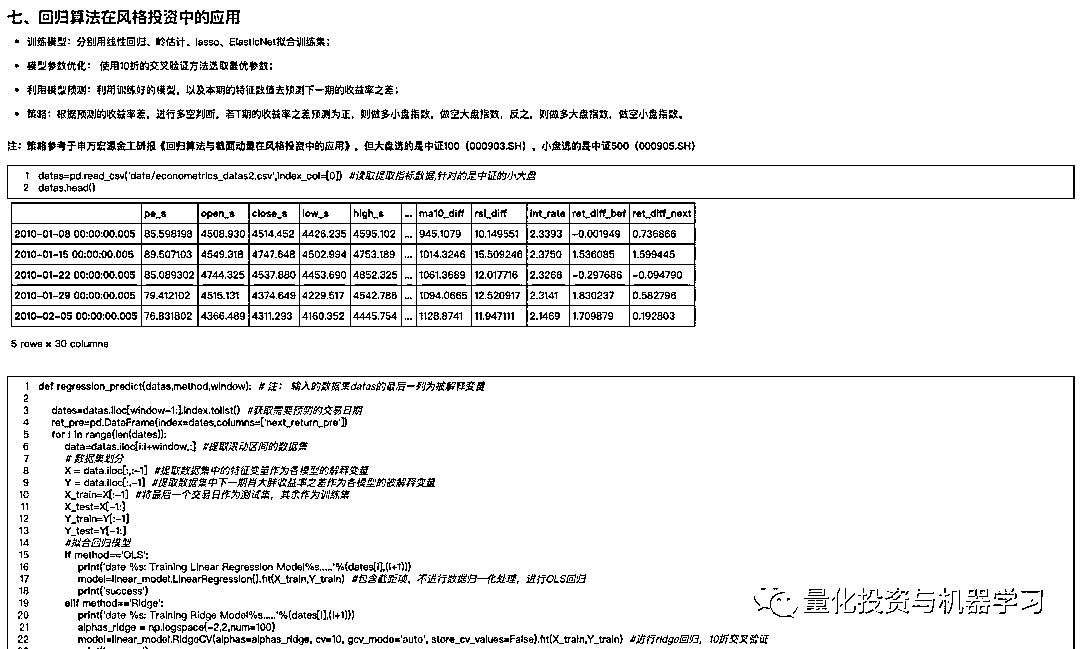 七、回归算法在风格投资中的应用
• 训练模型：分别用线性回归、岭估计、lasso、ElasticNet拟合训练集；
• 模型参数优化： 使用10折的交叉验证方法选取最优参数；
• 利用模型预测：利用训练好的模型，以及本期的特征数值去预测下一期的收益率之差；
• 策略：根据预测的收益率差，进行多空判断，若T期的收益率之差预测为正，则做多小盘指数，做空大盘指数，反之，则做多大盘指数，做空小盘指数。
注：策略参考于申万宏源金工研报《回归算法与截面动量在风格投资中的应用》，但大盘选的是中证100（000903.SH），小盘选的是中证500（000905.SH）
1 datas=pd.read_csv('data/econometrics_datas2.csv',index_col=[0]) #读取提取指标数据,针对的是中证的小大盘
2 datas.head()
pe_s open_s close_s low_s high_s ... ma10_diff rsi_diff int_rate ret_diff_bef ret_diff_next
2010-01-08 00:00:00.005 85.598198 4508.930 4514.452 4426.235 4595.102 ... 945.1079 10.149551 2.3393 -0.001949 0.736866
2010-01-15 00:00:00.005 89.507103 4549.318 4747.648 4502.994 4753.189 ... 1014.3246 15.509246 2.3750 1.536085 1.599445
2010-01-22 00:00:00.005 85.089302 4744.325 4537.880 4453.690 4852.325 ... 1061.3689 12.017716 2.3266 -0.297686 -0.094790
2010-01-29 00:00:00.005 79.412102 4515.131 4374.649 4229.517 4542.786 ... 1094.0665 12.520917 2.3141 1.830237 0.582796
2010-02-05 00:00:00.005 76.831802 4366.489 4311.293 4160.352 4445.754 ... 1128.8741 11.947111 2.1469 1.709879 0.192803
5 rows × 30 columns
1 def regression_predict(datas,method,window): # 注： 输入的数据集datas的最后一列为被解释变量
2
3 dates=datas.iloc[window-1:].index.tolist() #获取需要预测的交易日期
4 ret_pre=pd.DataFrame(index=dates,columns=['next_return_pre'])
5 for i in range(len(dates)):
6 data=datas.iloc[i:i+window,:] #提取滚动区间的数据集
7 # 数据集划分
8 X = data.iloc[:,:-1] #提取数据集中的特征变量作为各模型的解释变量
9 Y = data.iloc[:,-1] #提取数据集中下一期肖大胖收益率之差作为各模型的被解释变量
10 X_train=X[:-1] #将最后一个交易日作为测试集，其余作为训练集
11 X_test=X[-1:]
12 Y_train=Y[:-1]
13 Y_test=Y[-1:]
14 #拟合回归模型
15 if method=='OLS':
16 print('date %s: Training Linear Regression Model%s.....'%(dates[i],(i+1)))
17 model=linear_model.LinearRegression().fit(X_train,Y_train) #包含截距项、不进行数据归一化处理，进行OLS回归
18 print('success')
19 elif method=='Ridge':
20 print('date %s: Training Ridge Model%s.....'%(dates[i],(i+1)))
21 alphas_ridge = np.logspace(-2,2,num=100)
22 model=linear_model.RidgeCV(alphas=alphas_ridge, cv=10, gcv_mode='auto', store_cv_values=False).fit(X_train,Y_train) #进行ridge回归，10折交叉验证
量化投资与机器学习